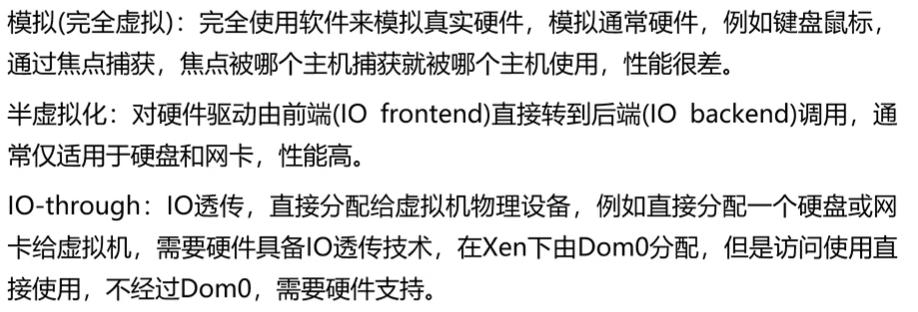 模拟(完全虚拟)：完全使用软件来模拟真实硬件，模拟通常硬件，例如键盘鼠标，
通过焦点捕获，焦点被哪个主机捕获就被哪个主机使用，性能很差。
半虚拟化：对硬件驱动由前端(IO frontend)直接转到后端(IO backend)调用，通
常仅适用于硬盘和网卡，性能高。
IO-through：IO透传，直接分配给虚拟机物理设备，例如直接分配一个硬盘或网
卡给虚拟机，需要硬件具备IO透传技术，在Xen下由Dom0分配，但是访问使用直
接使用，不经过Dom0，需要硬件支持。